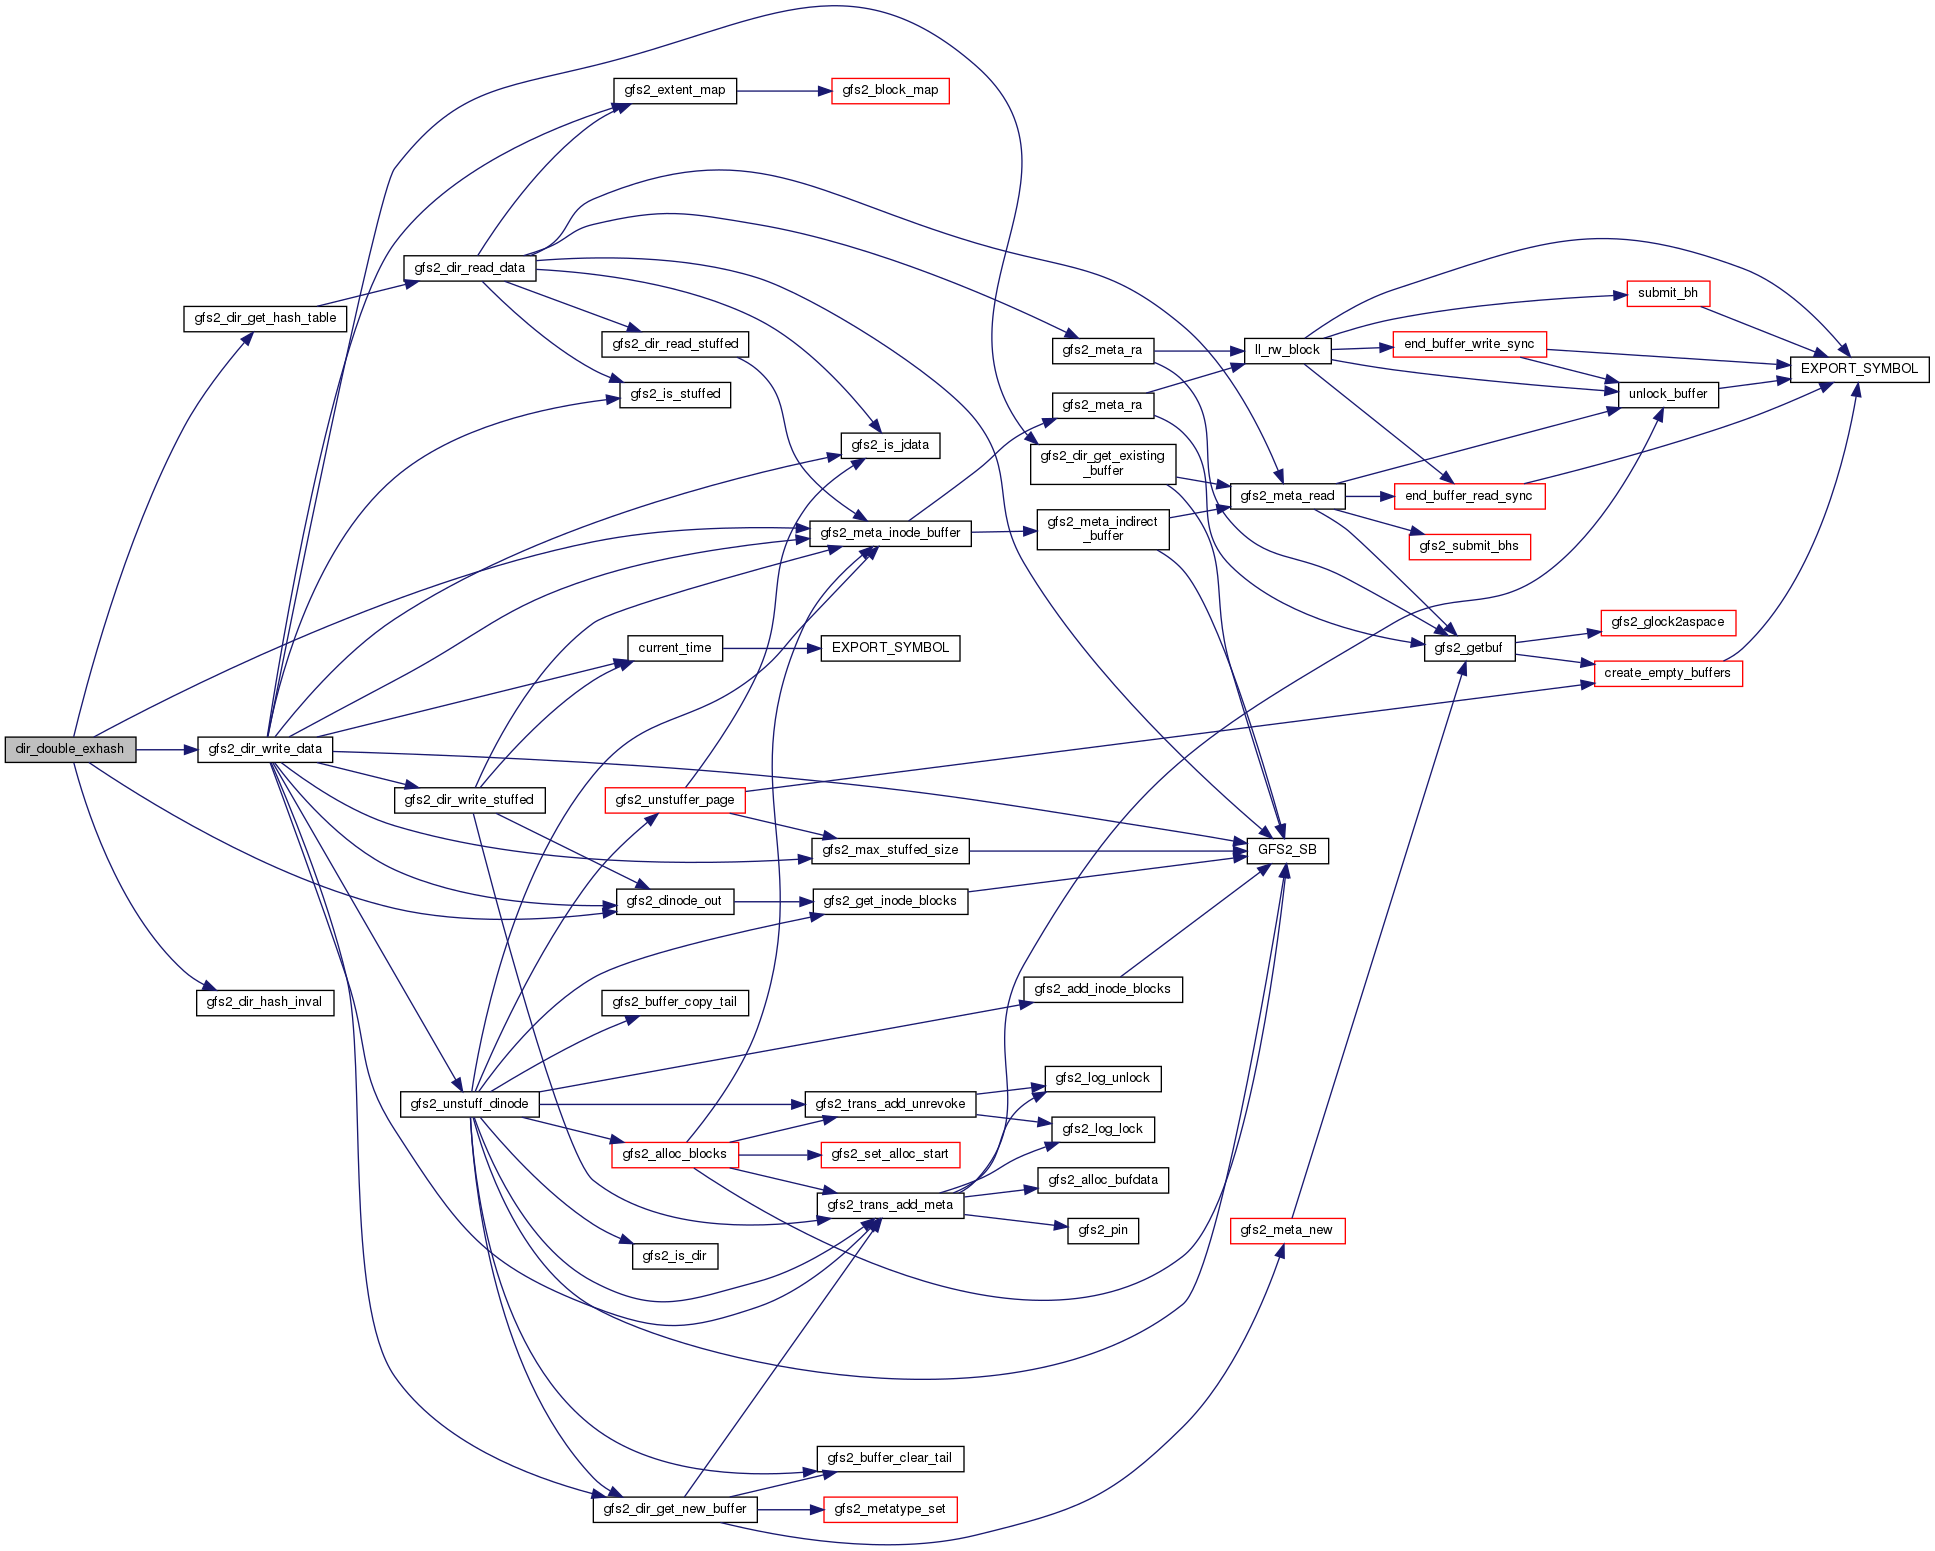 gfs2_extent_map
gfs2_block_map
gfs2_dir_read_data
submit_bh
gfs2_dir_get_hash_table
gfs2_dir_read_stuffed
gfs2_meta_ra
ll_rw_block
end_buffer_write_sync
EXPORT_SYMBOL
gfs2_is_stuffed
unlock_buffer
gfs2_meta_ra
gfs2_is_jdata
gfs2_dir_get_existing
_buffer
gfs2_meta_read
end_buffer_read_sync
gfs2_meta_inode_buffer
gfs2_meta_indirect
_buffer
gfs2_submit_bhs
gfs2_glock2aspace
current_time
EXPORT_SYMBOL
gfs2_getbuf
create_empty_buffers
dir_double_exhash
gfs2_dir_write_data
gfs2_dir_write_stuffed
gfs2_unstuffer_page
gfs2_max_stuffed_size
GFS2_SB
gfs2_dinode_out
gfs2_get_inode_blocks
gfs2_dir_hash_inval
gfs2_buffer_copy_tail
gfs2_add_inode_blocks
gfs2_log_unlock
gfs2_unstuff_dinode
gfs2_trans_add_unrevoke
gfs2_log_lock
gfs2_alloc_blocks
gfs2_set_alloc_start
gfs2_alloc_bufdata
gfs2_trans_add_meta
gfs2_pin
gfs2_meta_new
gfs2_is_dir
gfs2_buffer_clear_tail
gfs2_dir_get_new_buffer
gfs2_metatype_set